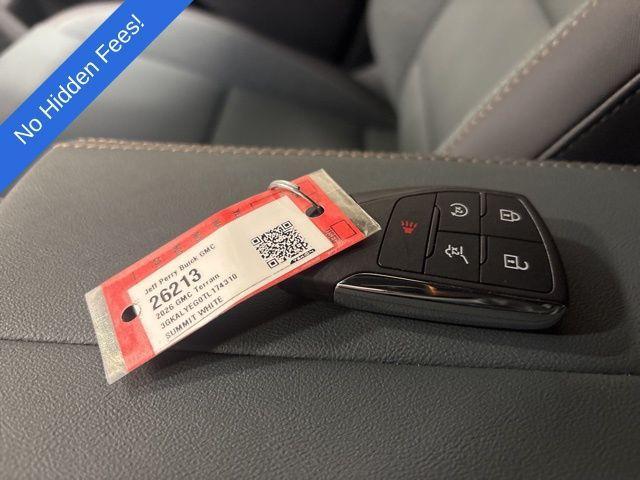 No Hidden Fees!
Jeff Perry Buick GMC
26213
2026 GMC Terrain
3GKALYEG0TL174310
SUMMIT WHITE